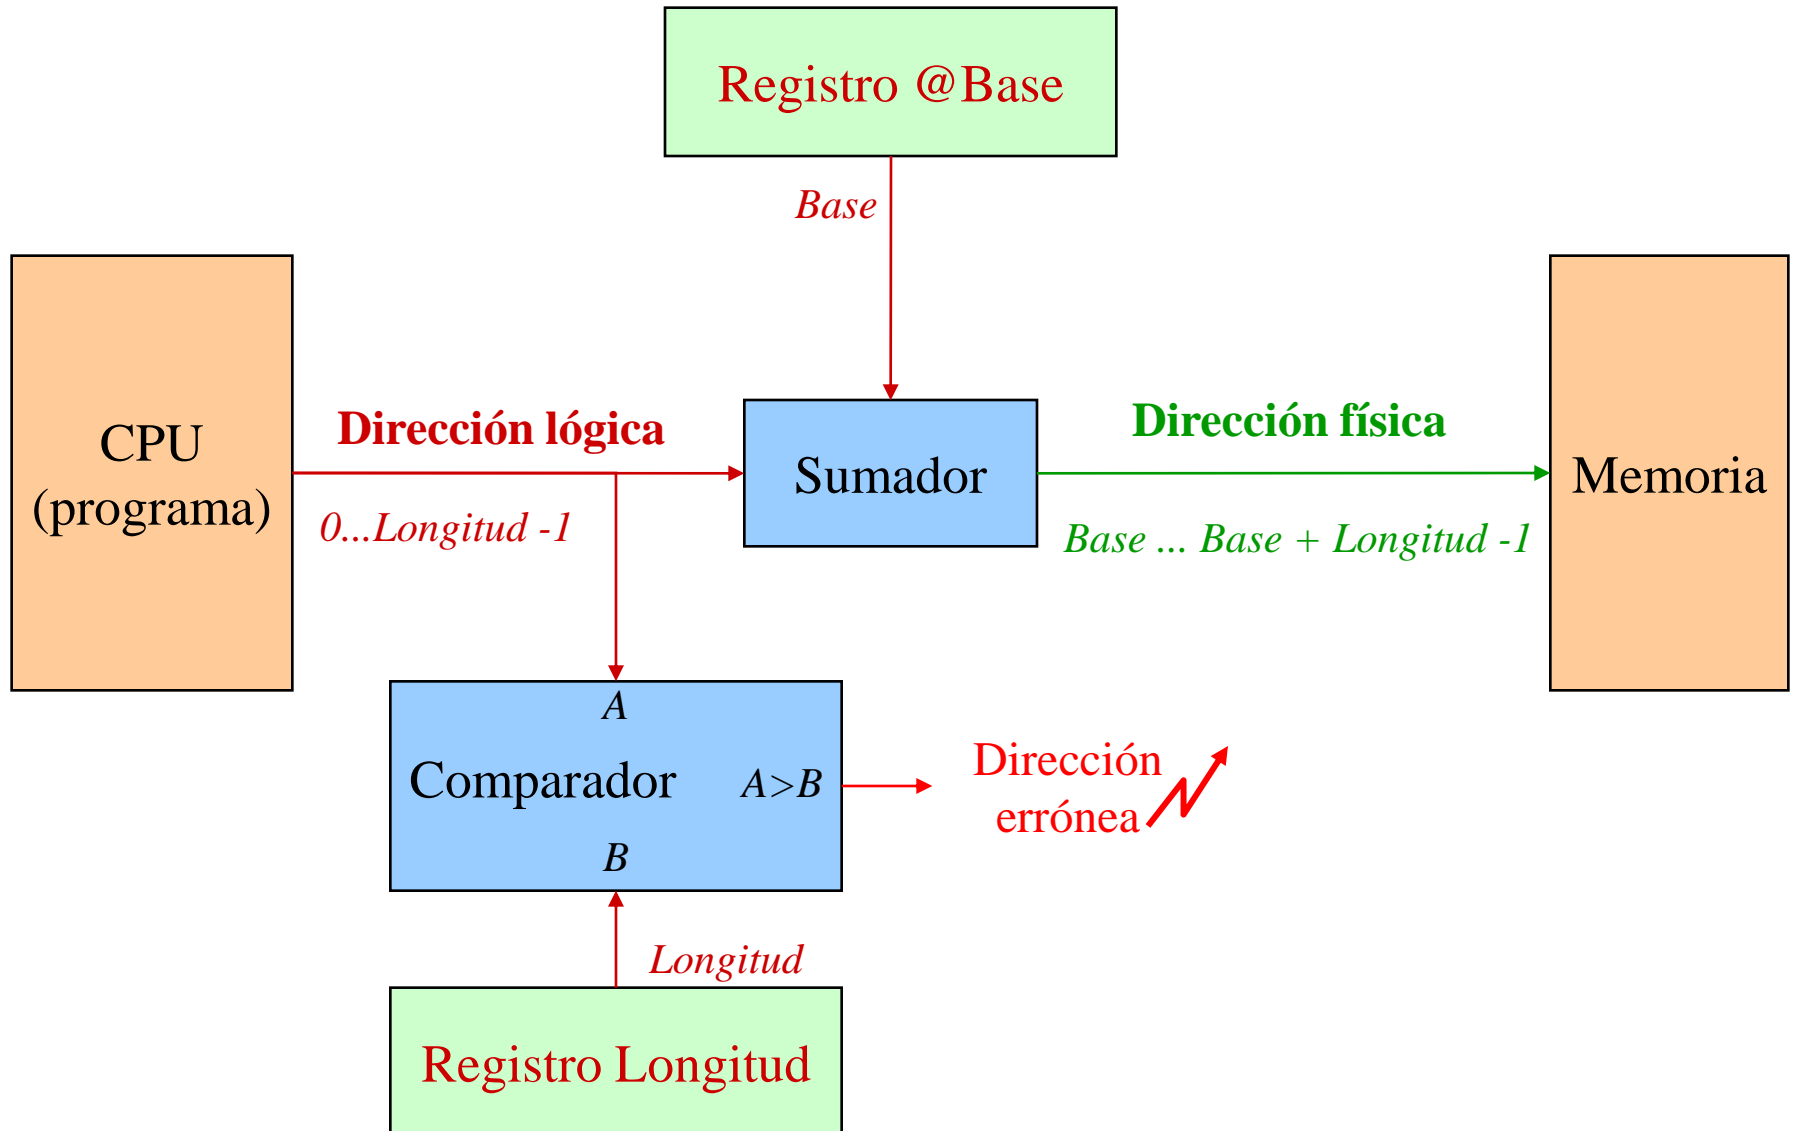 Registro @Base
Base
CPU
(programa)
Dirección lógica
0...Longitud -1
Sumador
Dirección física
Base ... Base + Longitud -1
Memoria
A
Comparador
A>B
B
Dirección
errónea
Longitud
Registro Longitud